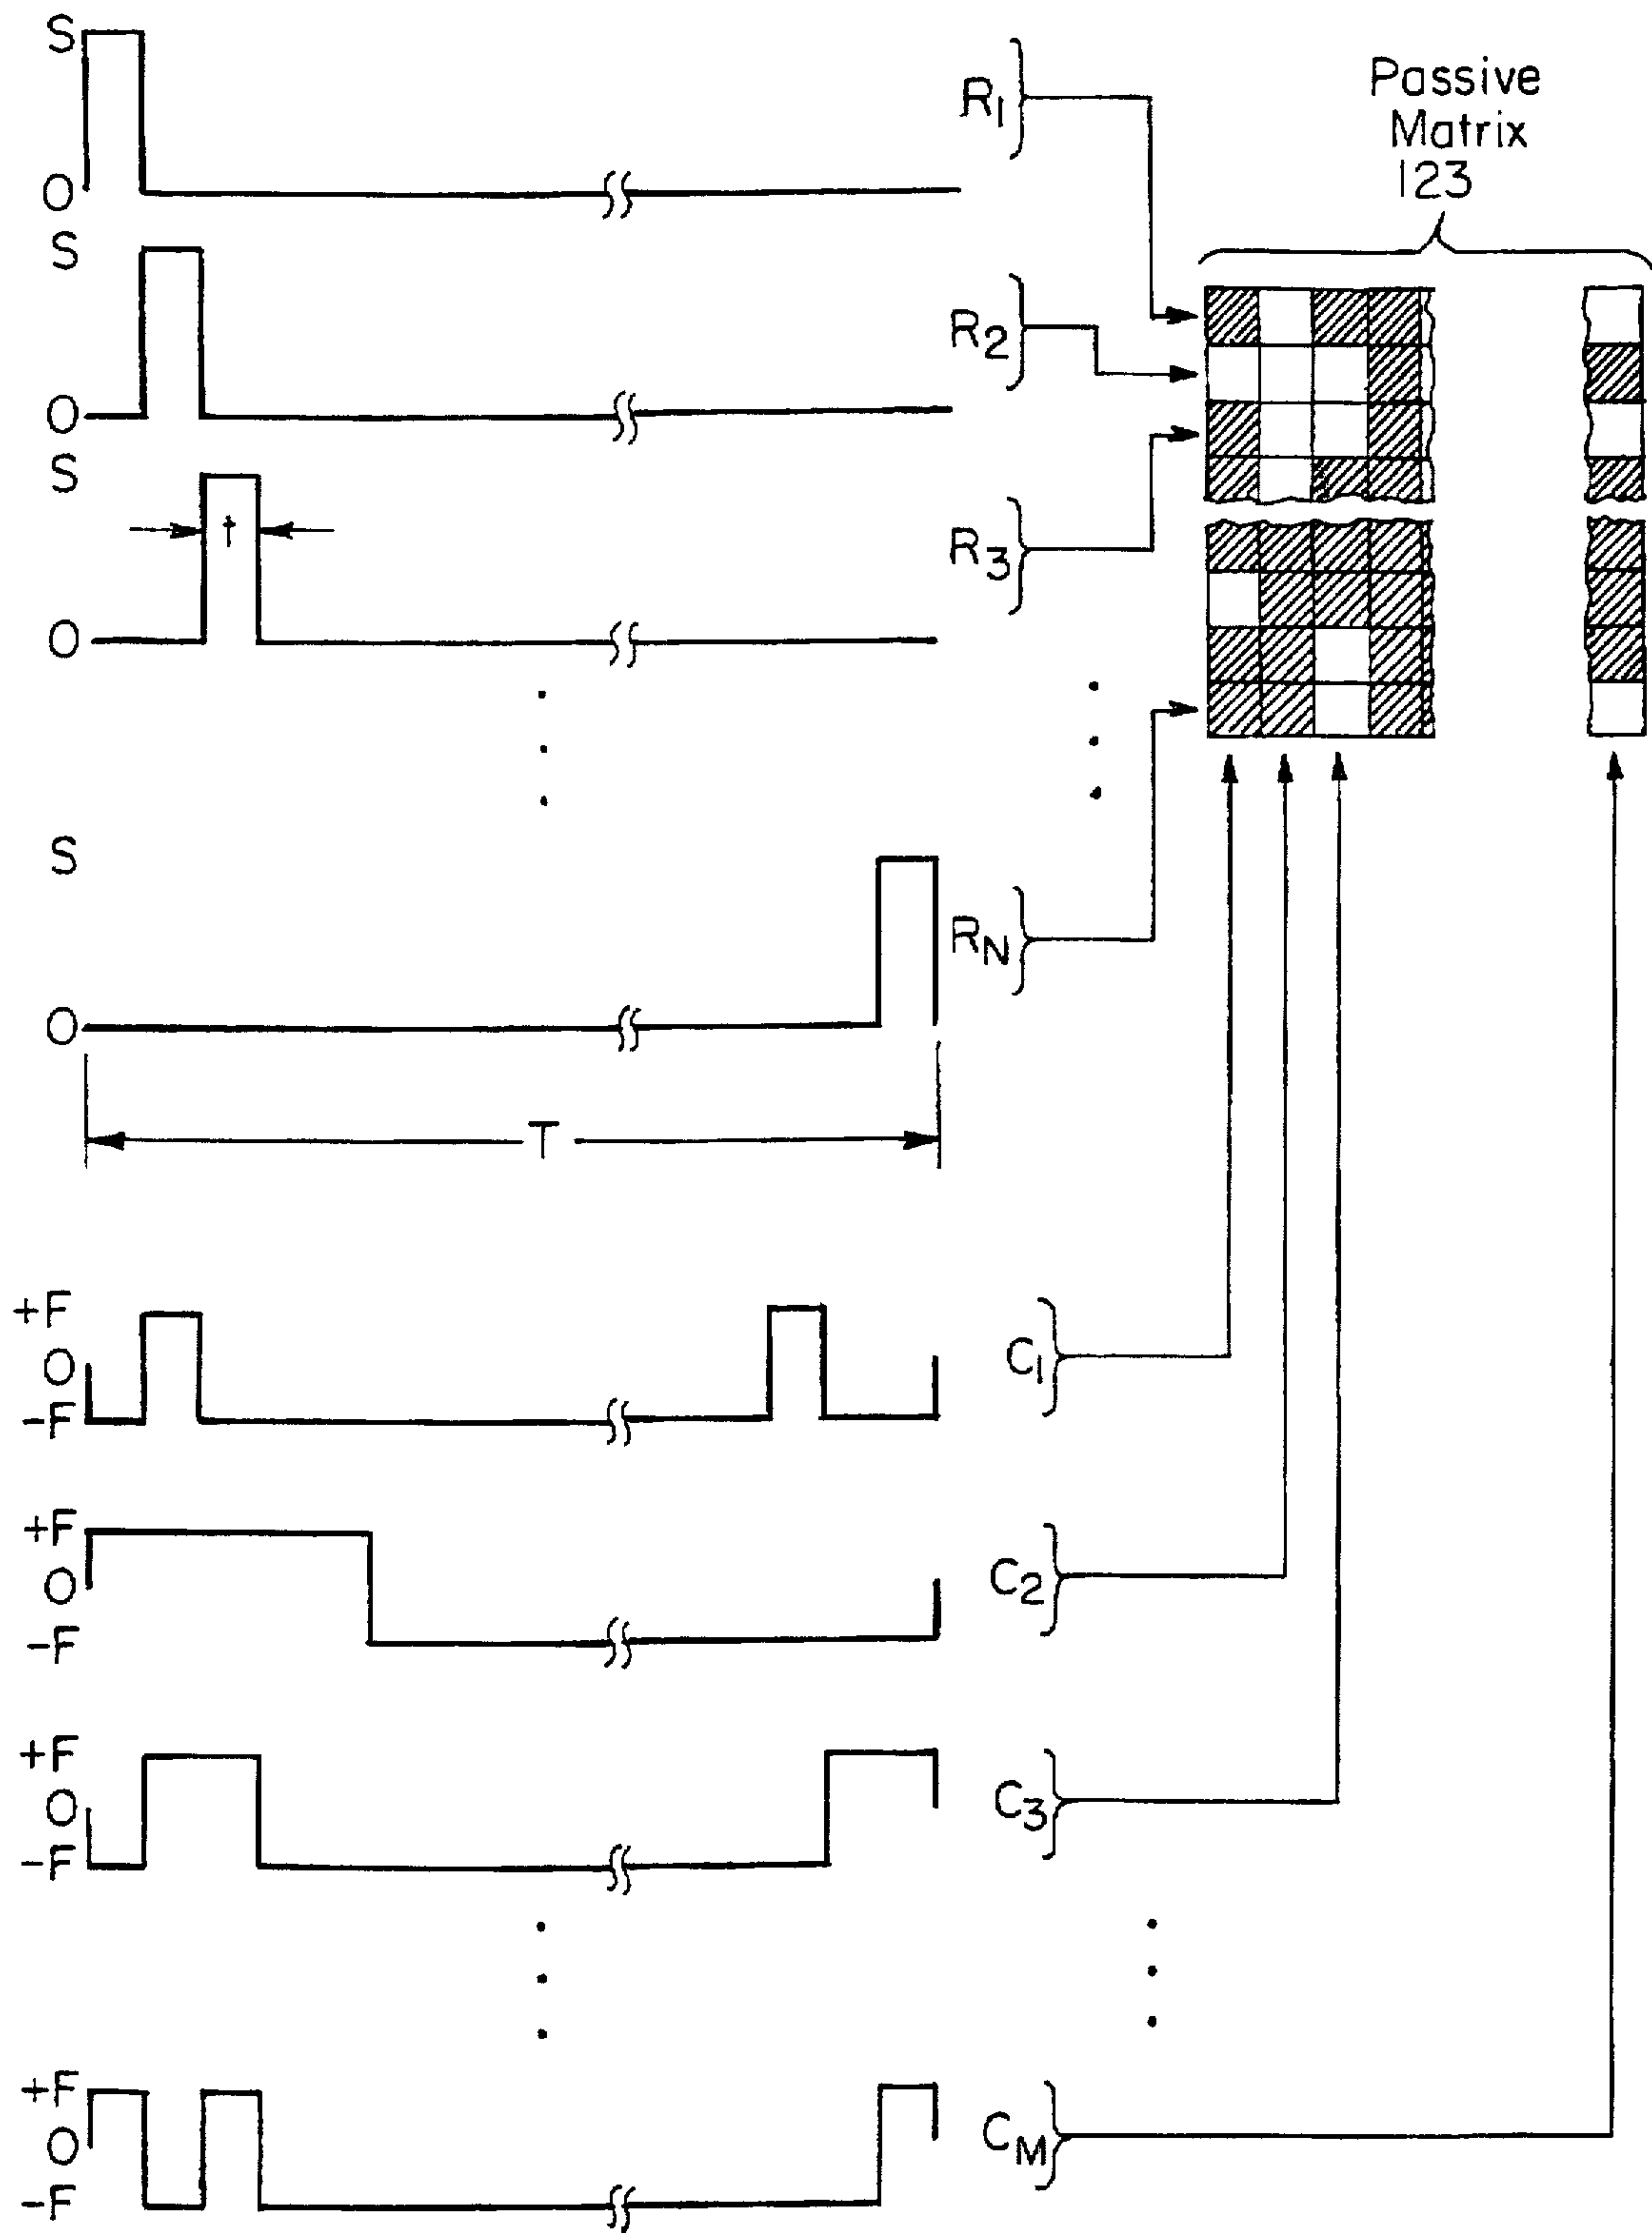 S
O
R1
Passive
Matrix
123
S
O
R2
S
t
O
R3
S
O
RN
T
+F
O
-F
C1
+F
O
-F
C2
+F
O
-F
C3
+F
O
-F
CM